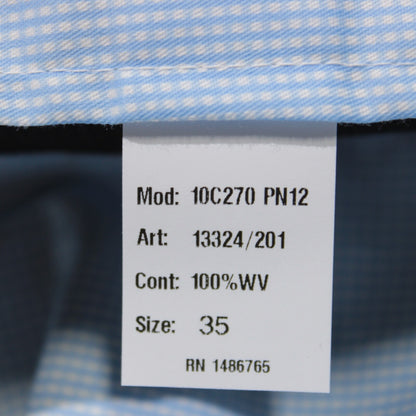 Mod: 10C270 PN12
Art: 13324/201
Cont: 100%WV
Size: 35
RN 1486765